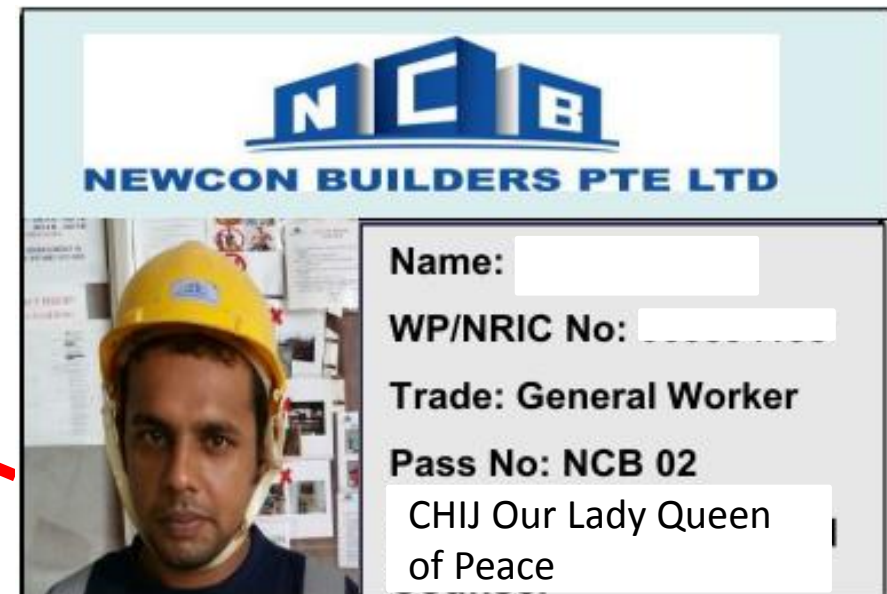 NCB
NEWCON BUILDERS PTE LTD
Name:
WP/NRIC No:
Trade: General Worker
Pass No: NCB 02
CHIJ Our Lady Queen
of Peace